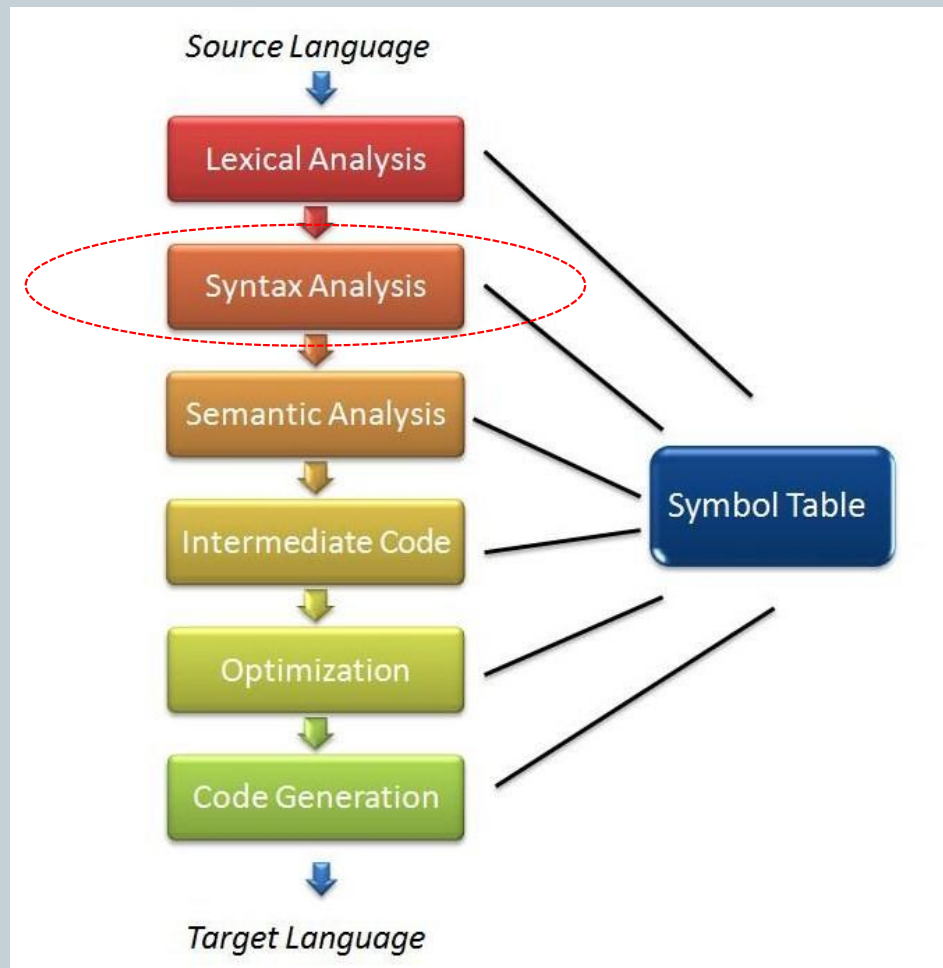 Source Language
Lexical Analysis
Syntax Analysis
Semantic Analysis
Intermediate Code
Optimization
Code Generation
Target Language
Symbol Table